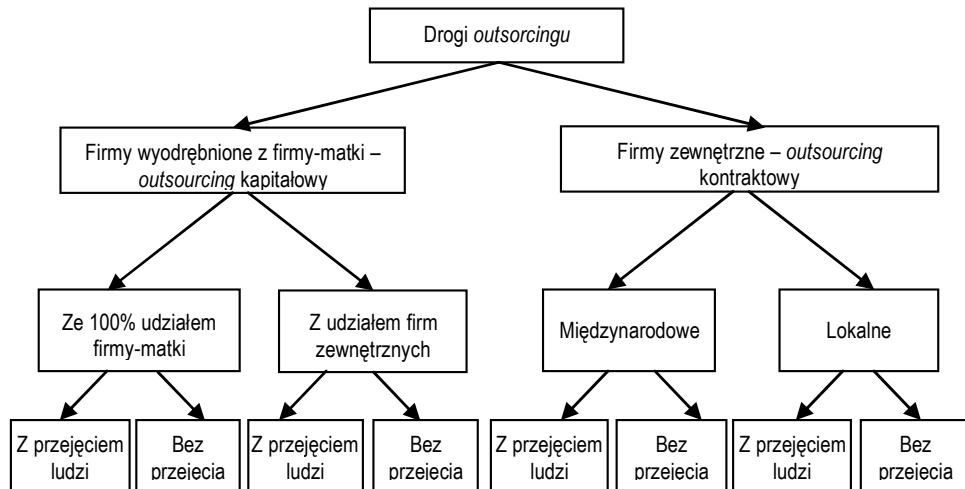 Drogi outsorcingu
Firmy wyodrębnione z firmy-matki –
outsourcing kapitałowy
Firmy zewnętrzne – outsourcing
kontraktowy
Ze 100% udziałem
firmy-matki
Z udziałem firm
zewnętrznych
Międzynarodowe
Lokalne
Z przejęciem
ludzi
Bez
przejęcia
Z przejęciem
ludzi
Bez
przejęcia
Z przejęciem
ludzi
Bez
przejęcia
Z przejęciem
ludzi
Bez
przejęcia